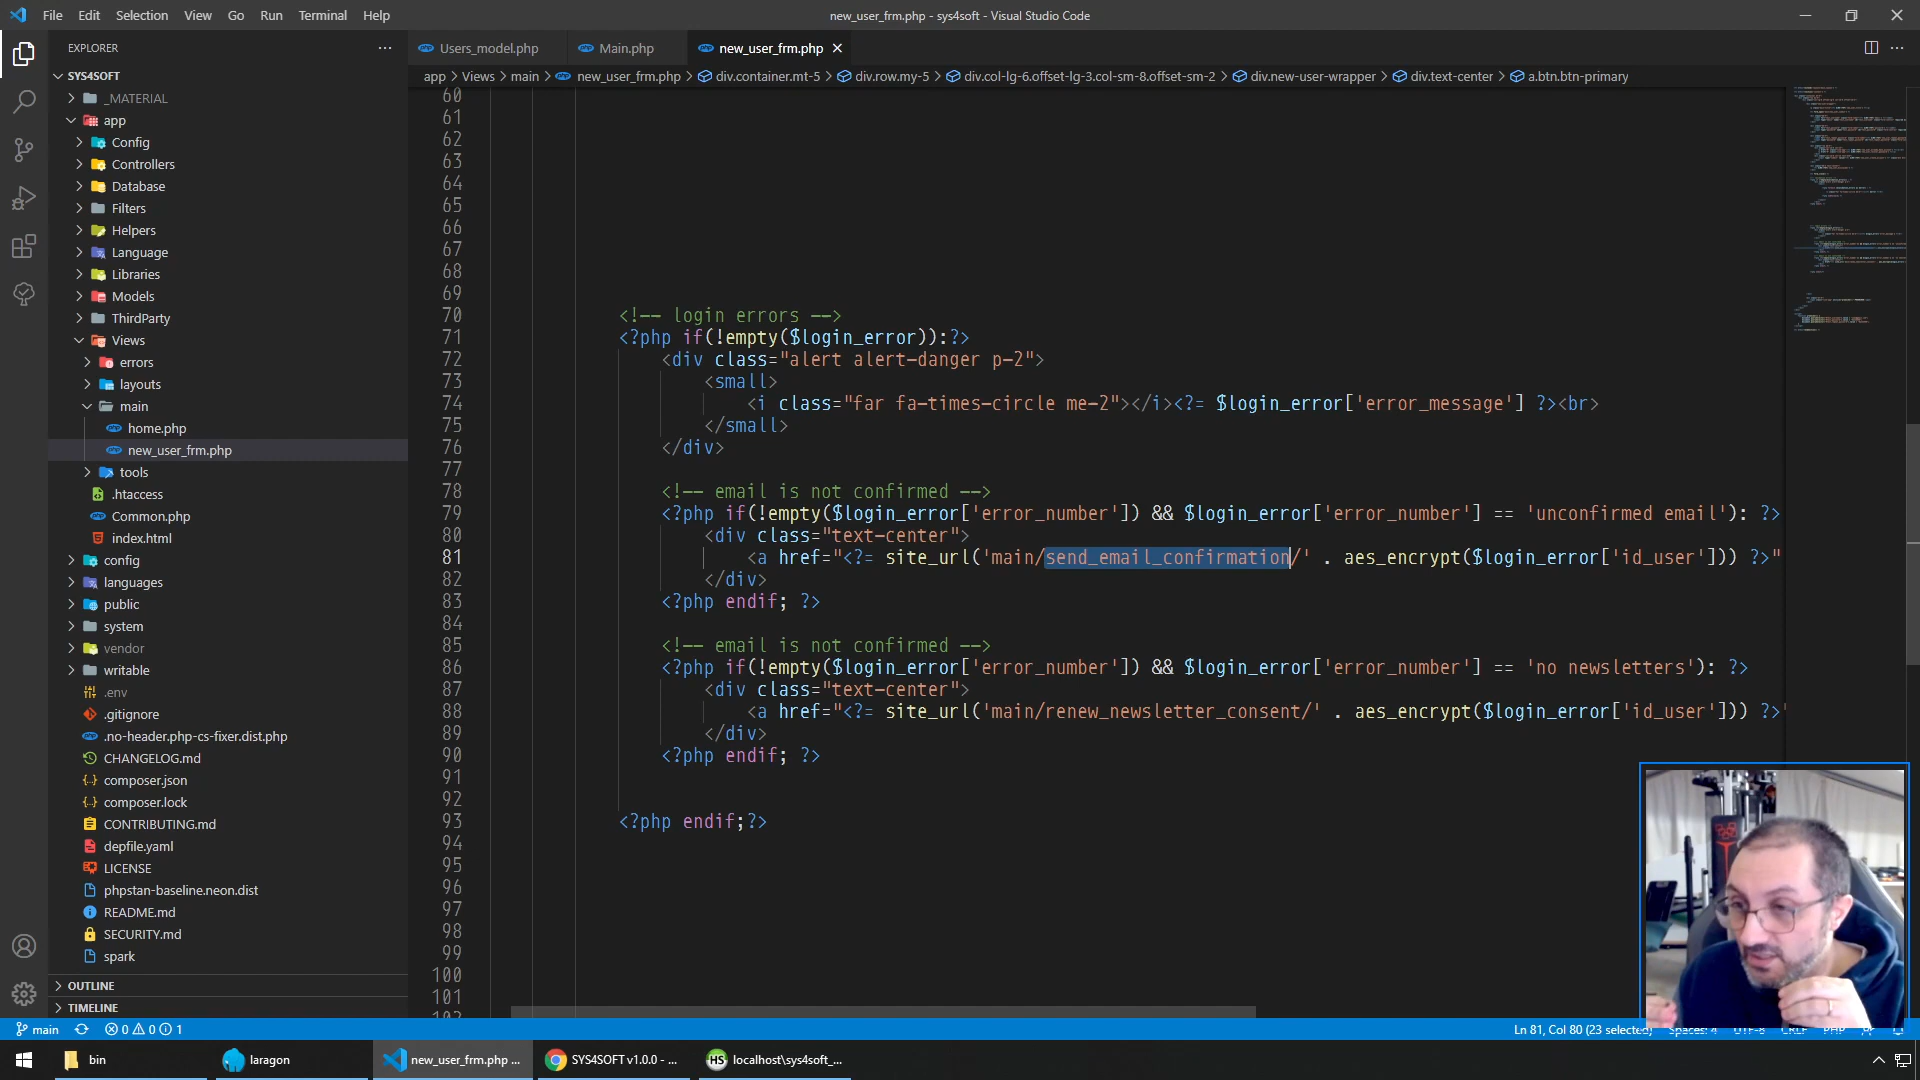 File Edit Selection View Go Run Terminal Help
new_user_frm.php - sys4soft - Visual Studio Code
EXPLORER
SYS4SOFT
_MATERIAL
app
Config
Controllers
Database
Filters
Helpers
Language
Libraries
Models
ThirdParty
Views
errors
layouts
main
home.php
new_user_frm.php
tools
.htaccess
Common.php
index.html
config
languages
public
system
vendor
writable
.env
.gitignore
.no-header.php-cs-fixer.dist.php
CHANGELOG.md
composer.json
composer.lock
CONTRIBUTING.md
depfile.yaml
LICENSE
phpstan-baseline.neon.dist
README.md
SECURITY.md
spark
OUTLINE
TIMELINE
Users_model.php Main.php new_user_frm.php
app > Views > main > new_user_frm.php > div.container.mt-5 > div.row.my-5 > div.col-lg-6.offset-lg-3.col-sm-8.offset-sm-2 > div.new-user-wrapper > div.text-center > a.btn.btn-primary
60
61
62
63
64
65
66
67
68
69
70 <!-- login errors -->
71 <?php if(!empty($login_error)):?>
72 <div class="alert alert-danger p-2">
73 <small>
74 <i class="far fa-times-circle me-2"></i><?= $login_error['error_message'] ?><br>
75 </small>
76 </div>
77
78 <!-- email is not confirmed -->
79 <?php if(!empty($login_error['error_number']) && $login_error['error_number'] == 'unconfirmed email'): ?>
80 <div class="text-center">
81 <a href="<?= site_url('main/send_email_confirmation/' . aes_encrypt($login_error['id_user'])) ?>"
82 </div>
83 <?php endif; ?>
84
85 <!-- email is not confirmed -->
86 <?php if(!empty($login_error['error_number']) && $login_error['error_number'] == 'no newsletters'): ?>
87 <div class="text-center">
88 <a href="<?= site_url('main/renew_newsletter_consent/' . aes_encrypt($login_error['id_user'])) ?>"
89 </div>
90 <?php endif; ?>
91
92
93 <?php endif;?>
94
95
96
97
98
99
100
101
102
main 0 0 1
Ln 81, Col 80 (23 selected) Spaces: 4 UTF-8 CRLF PHP
bin laragon new_user_frm.php ... SYS4SOFT v1.0.0 - ... HS localhost\sys4soft_...